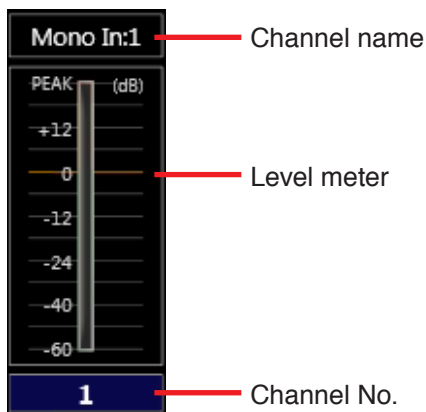 Mono In:1
Channel name
PEAK (dB)
+12
0
Level meter
-12
-24
-40
-60
1
Channel No.